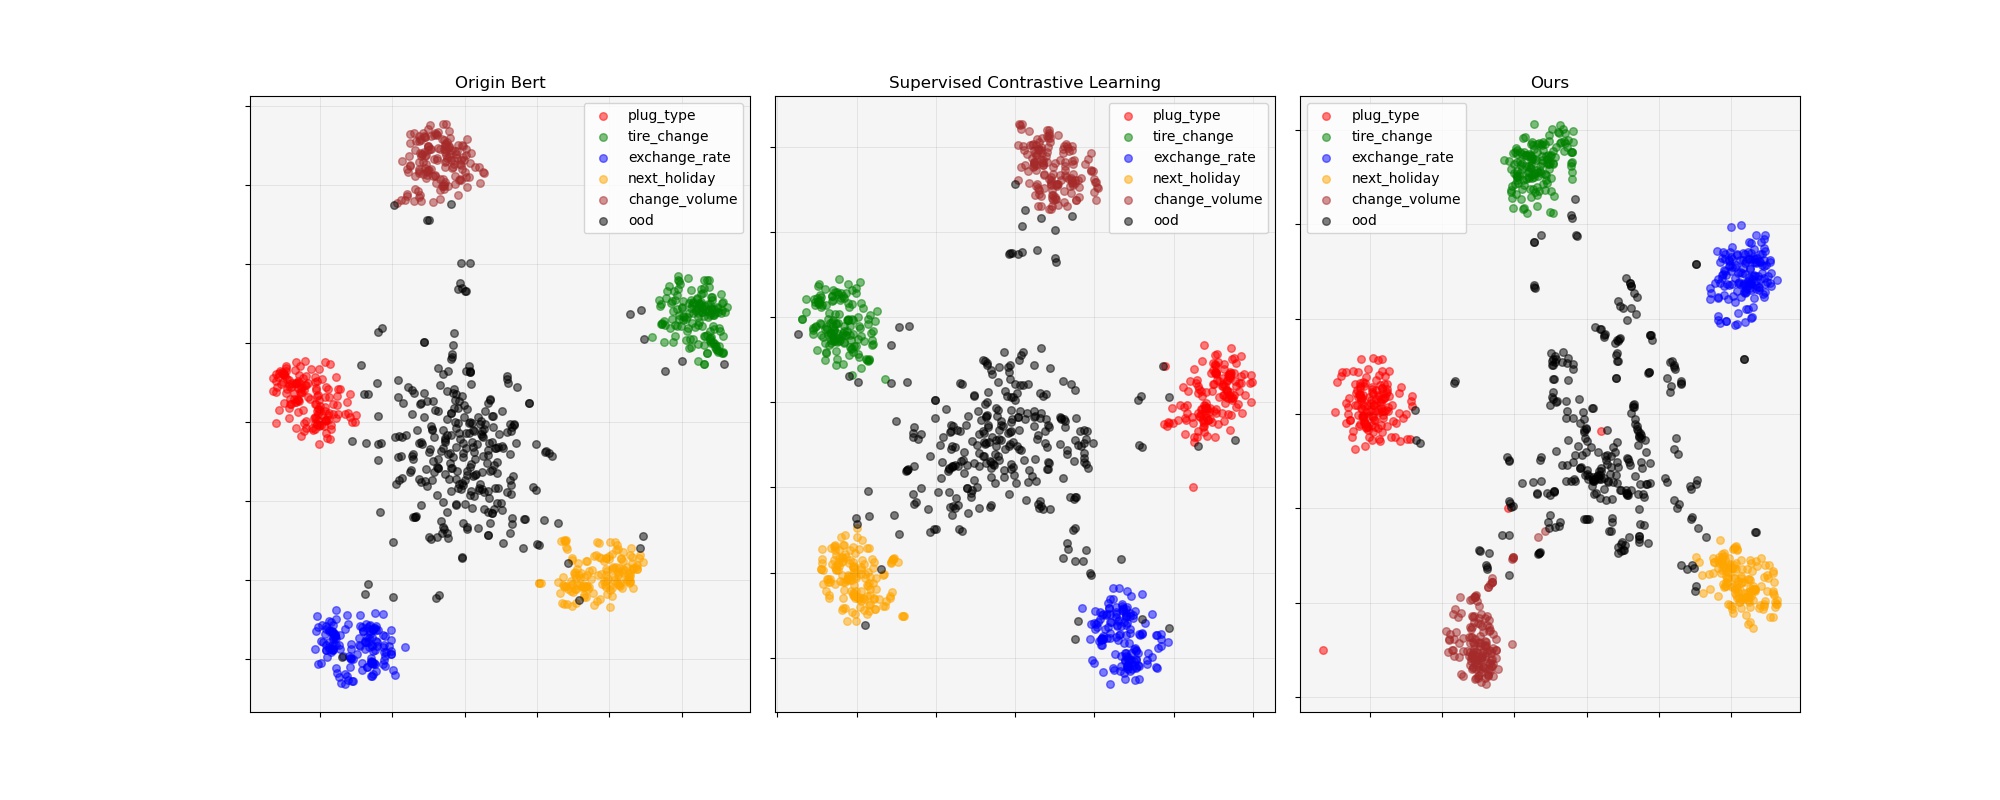 Origin Bert
plug_type
tire_change
exchange_rate
next_holiday
change_volume
ood
Supervised Contrastive Learning
plug_type
tire_change
exchange_rate
next_holiday
change_volume
ood
Ours
plug_type
tire_change
exchange_rate
next_holiday
change_volume
ood